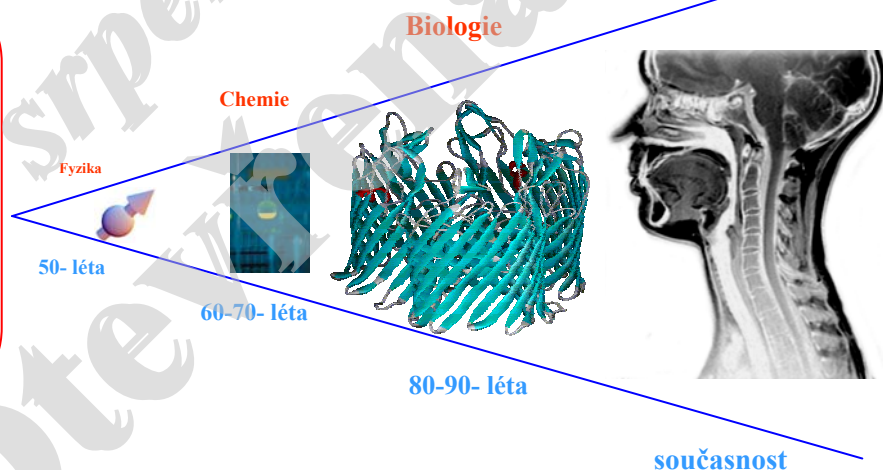 Biologie
Chemie
Fyzika
50- léta
60-70- léta
80-90- léta
současnost